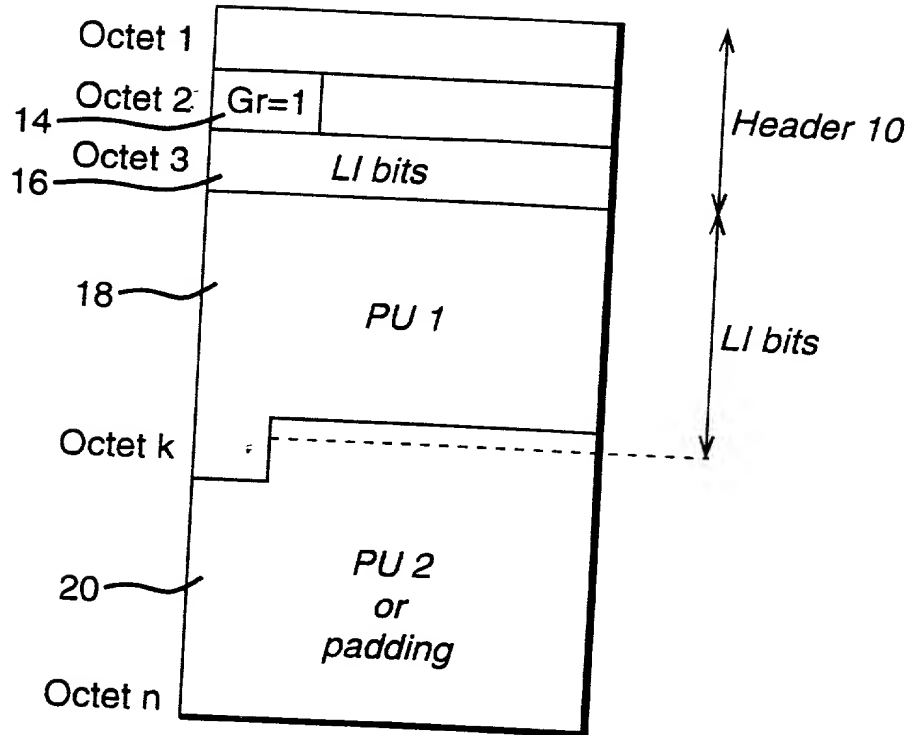 Octet 1
Octet 2
Gr=1
14
Header 10
Octet 3
LI bits
16
18
PU 1
LI bits
Octet k
PU 2
or
padding
20
Octet n